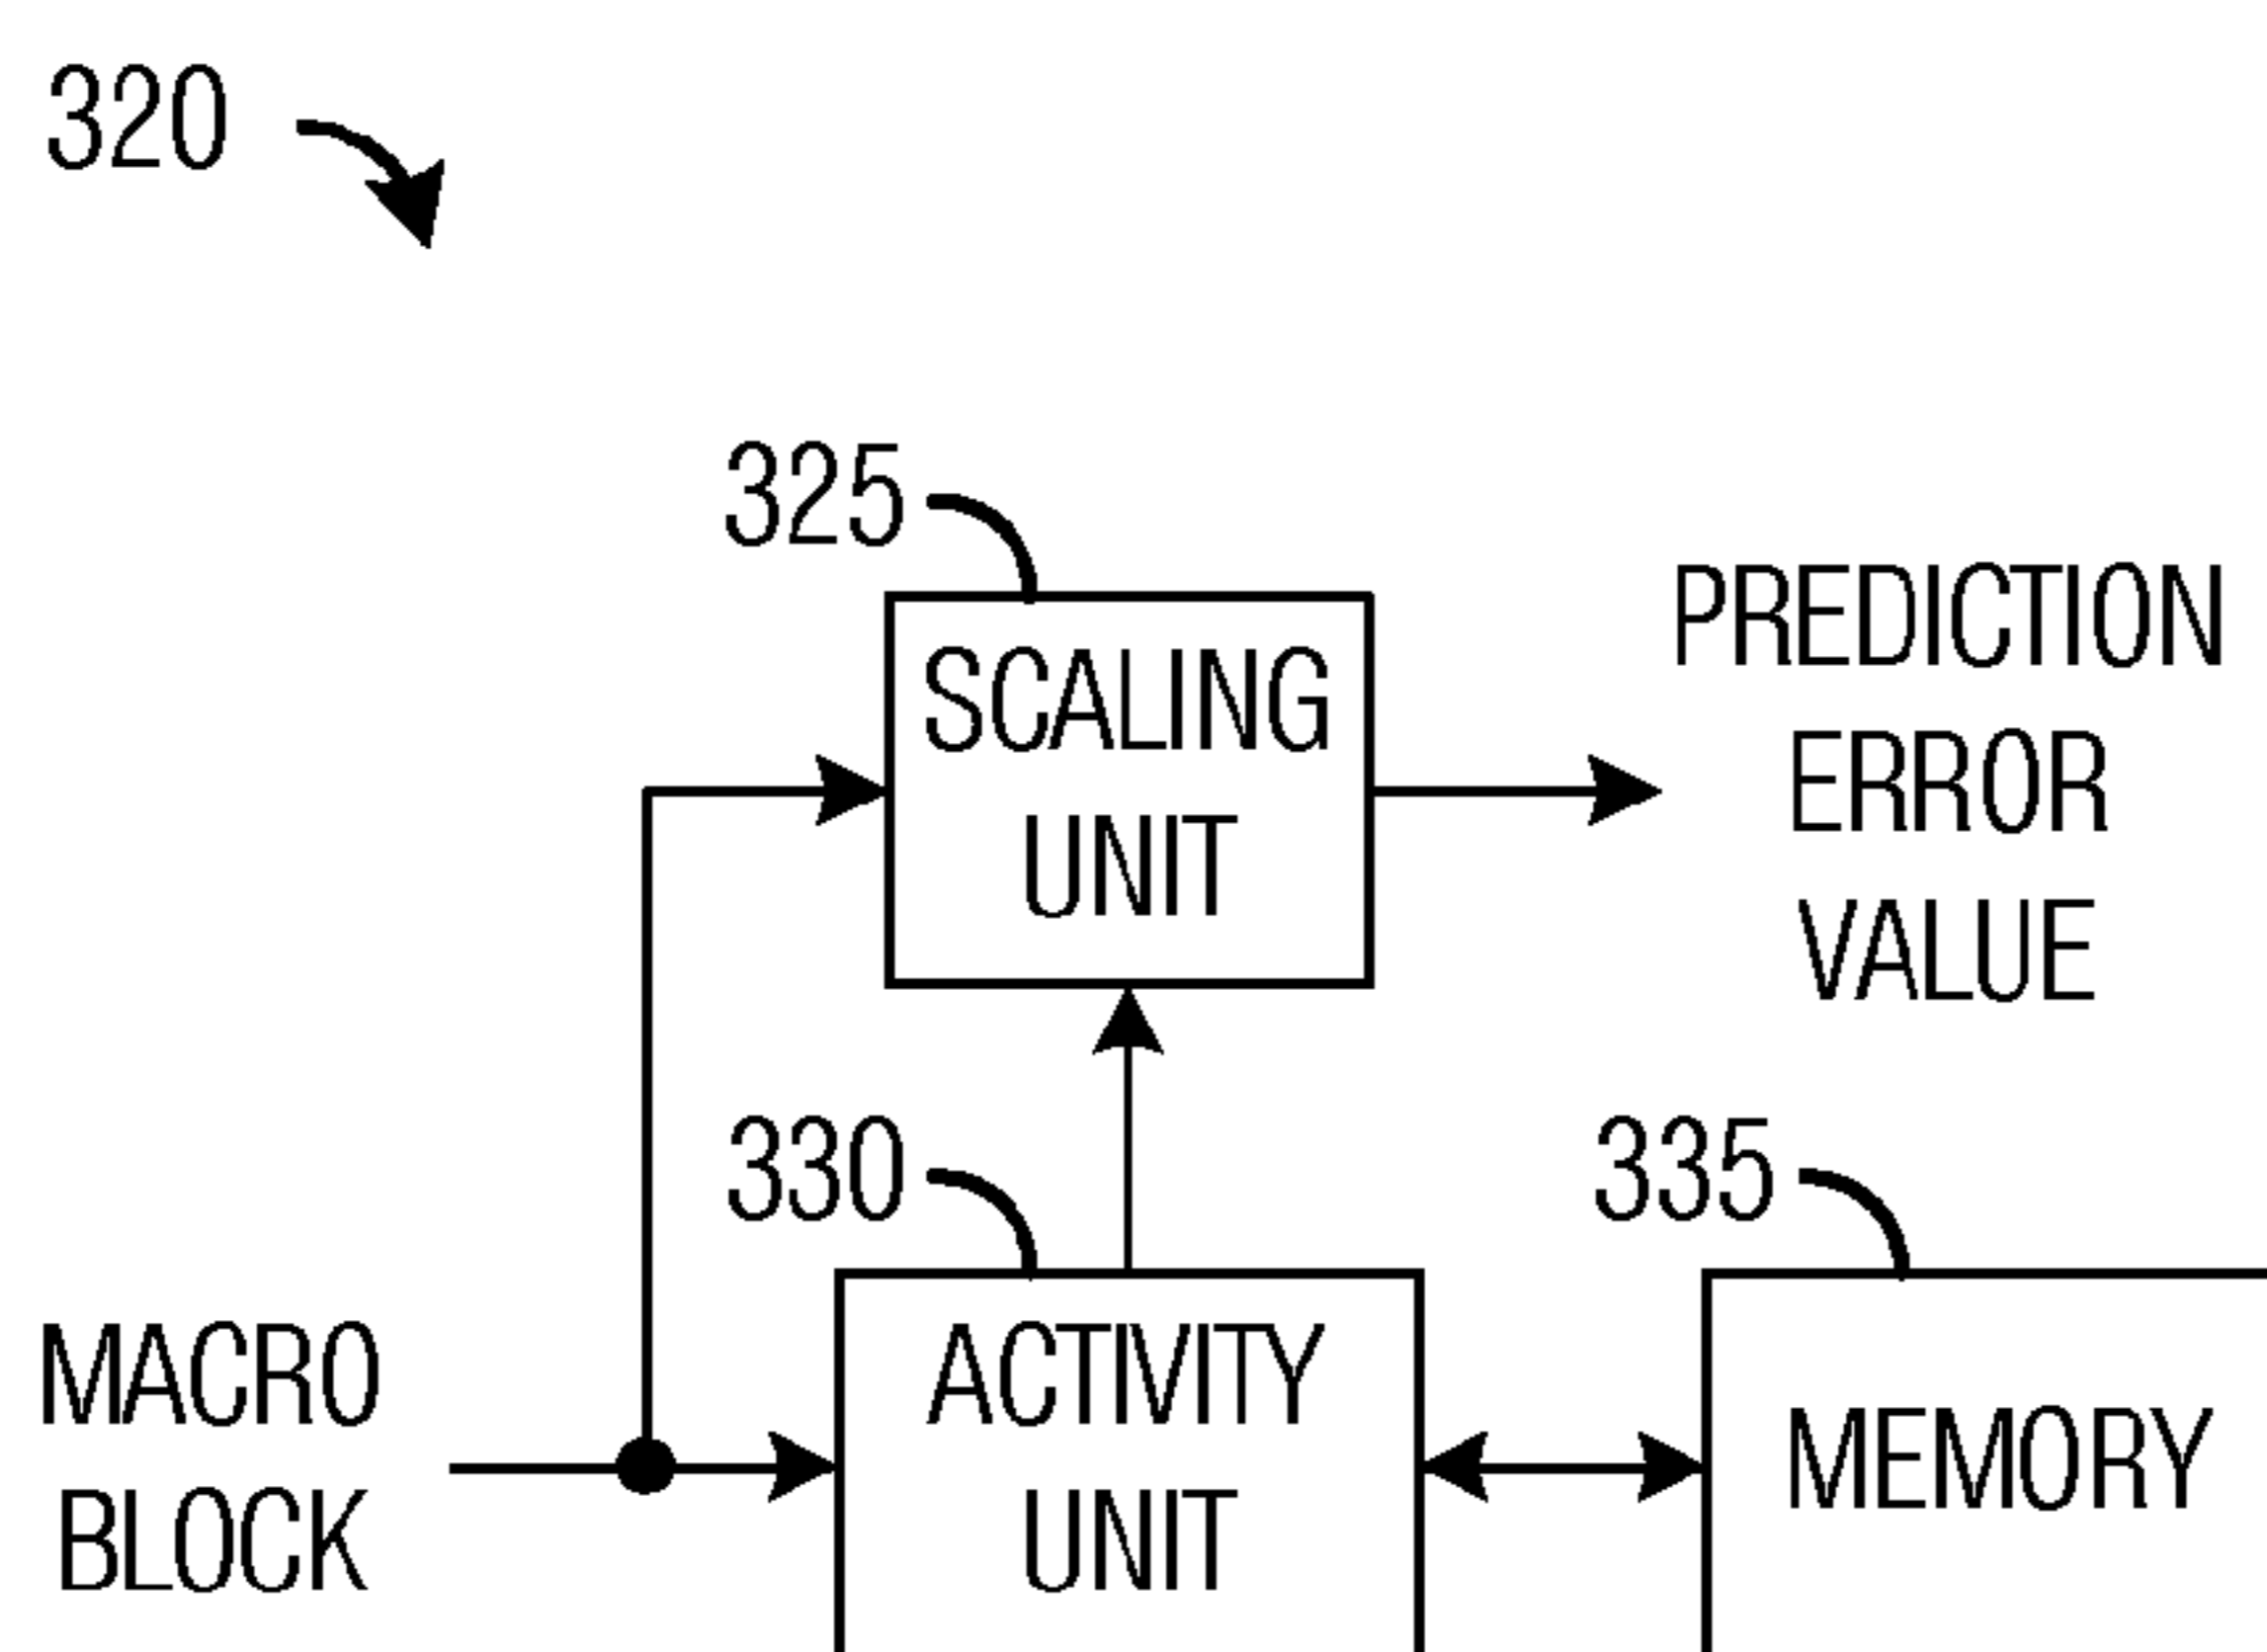 320
325
SCALING
UNIT
PREDICTION
ERROR
VALUE
330
335
MACRO
BLOCK
ACTIVITY
UNIT
MEMORY